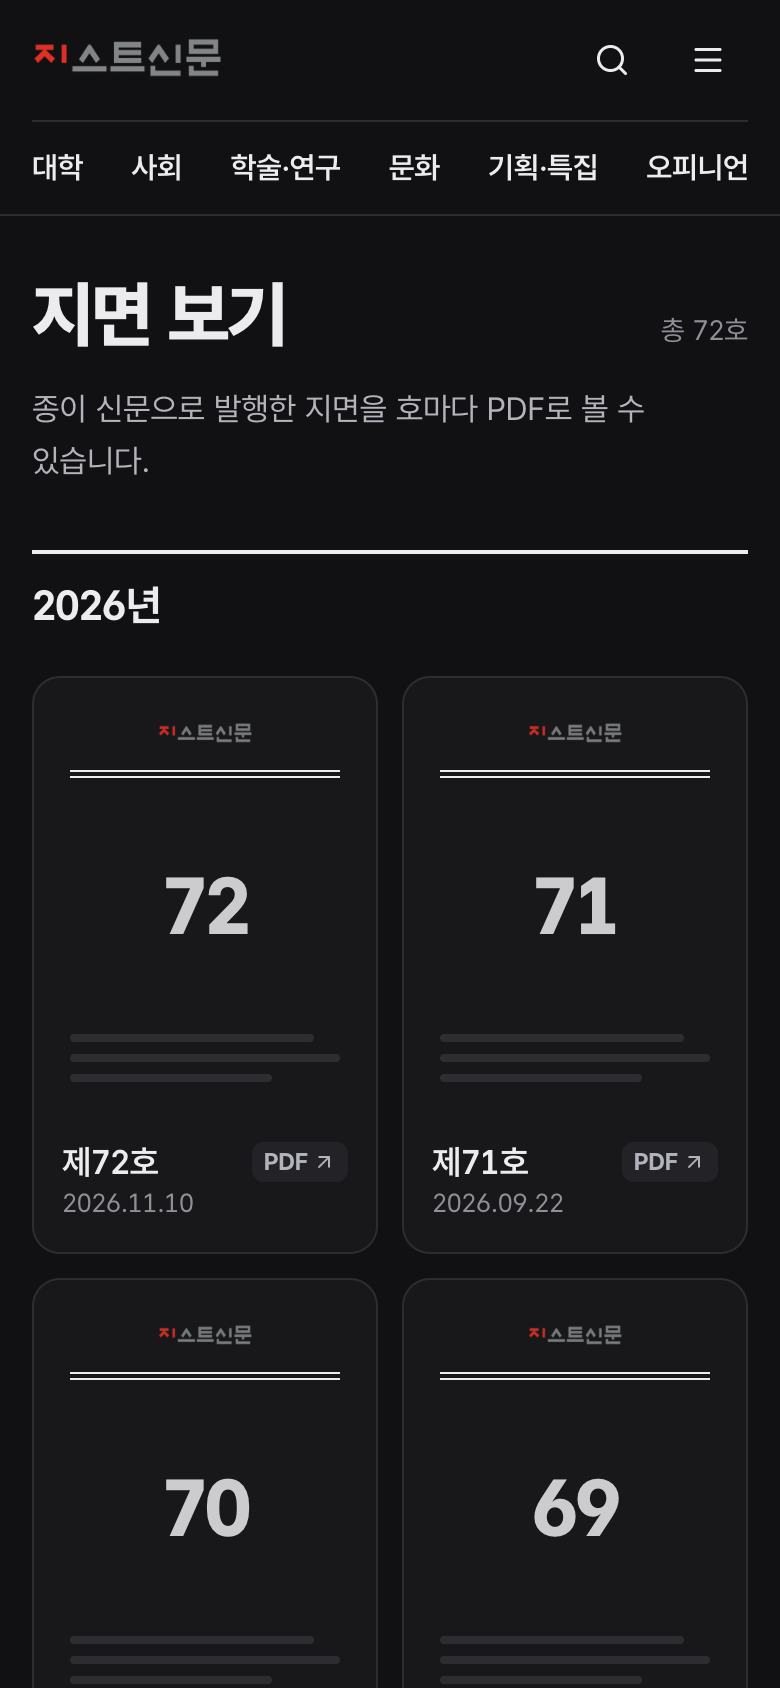 지스트신문
대학 사회 학술·연구 문화 기획·특집 오피니언
지면 보기
총 72호
종이 신문으로 발행한 지면을 호마다 PDF로 볼 수
있습니다.
2026년
지스트신문
72
제72호
PDF
2026.11.10
지스트신문
71
제71호
PDF
2026.09.22
지스트신문
70
지스트신문
69